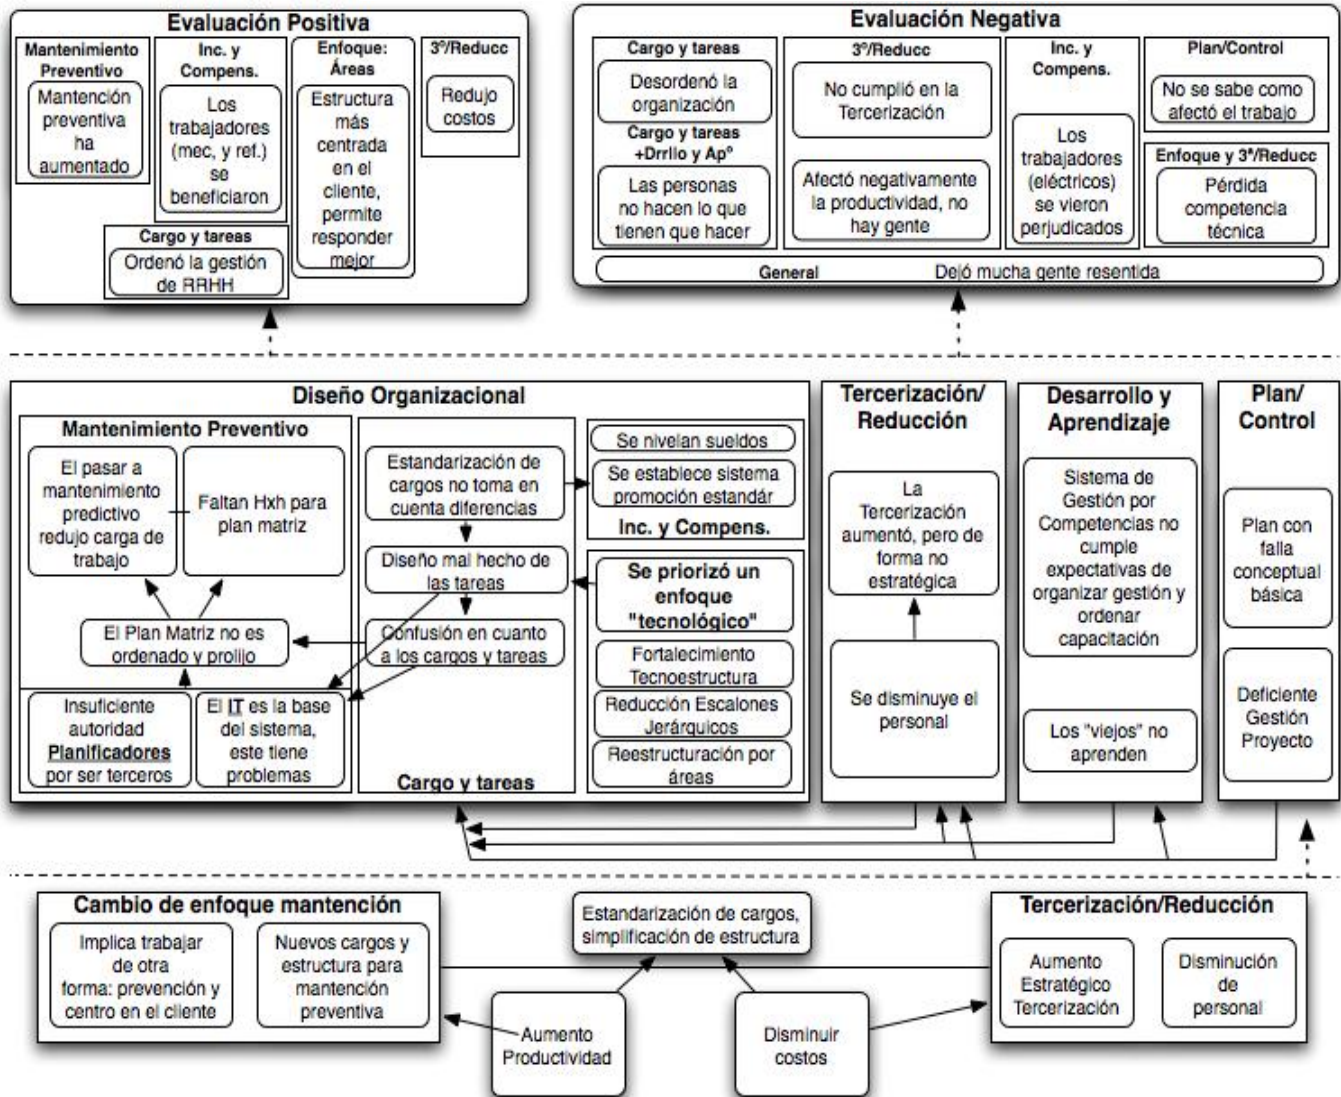 Evaluación Positiva
Mantenimiento
Preventivo
Mantención
preventiva
ha
aumentado
Inc. y
Compens.
Los
trabajadores
(mec, y ref.)
se
beneficiaron
Enfoque:
Áreas
Estructura
más
centrada
en el
cliente,
permite
responder
mejor
3º/Reducc
Redujo
costos
Cargo y tareas
Ordenó la gestión
de RRHH
Evaluación Negativa
Cargo y tareas
Desordenó la
organización
Cargo y tareas
+Drrllo y Apº
Las personas
no hacen lo que
tienen que hacer
3º/Reducc
No cumplió en la
Tercerización
Afectó negativamente
la productividad, no
hay gente
Inc. y
Compens.
Los
trabajadores
(eléctricos)
se vieron
perjudicados
Plan/Control
No se sabe como
afectó el trabajo
Enfoque y 3ª/Reducc
Pérdida
competencia
técnica
General Dejó mucha gente resentida
Diseño Organizacional
Mantenimiento Preventivo
El pasar a
mantenimiento
predictivo
redujo carga de
trabajo
Faltan Hxh para
plan matriz
El Plan Matriz no es
ordenado y prolijo
Insuficiente
autoridad
Planificadores
por ser terceros
El IT es la base
del sistema,
este tiene
problemas
Estandarización de
cargos no toma en
cuenta diferencias
Diseño mal hecho de
las tareas
Confusión en cuanto
a los cargos y tareas
Cargo y tareas
Se nivelan sueldos
Se establece sistema
promoción estandár
Inc. y Compens.
Se priorizó un
enfoque
"tecnológico"
Fortalecimiento
Tecnoestructura
Reducción Escalones
Jerárquicos
Reestructuración por
áreas
Tercerización/
Reducción
La
Tercerización
aumentó, pero de
forma no
estratégica
Se disminuye el
personal
Desarrollo y
Aprendizaje
Sistema de
Gestión por
Competencias no
cumple
expectativas de
organizar gestión y
ordenar
capacitación
Los "viejos" no
aprenden
Plan/
Control
Plan con
falla
conceptual
básica
Deficiente
Gestión
Proyecto
Cambio de enfoque mantención
Implica trabajar
de otra
forma: prevención y
centro en el cliente
Nuevos cargos y
estructura para
mantención
preventiva
Estandarización de cargos,
simplificación de estructura
Aumento
Productividad
Disminuir
costos
Tercerización/Reducción
Aumento
Estratégico
Tercerización
Disminución
de
personal